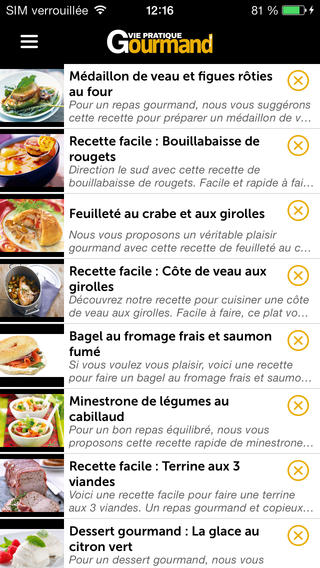 SIM verrouillée 12:16 81 %
VIE PRATIQUE
Gourmand
Médaillon de veau et figues rôties
au four
Pour un repas gourmand, nous vous suggérons
cette recette pour préparer un médaillon de v...
Recette facile : Bouillabaisse de
rougets
Direction le sud avec cette recette de
bouillabaisse de rougets. Facile et rapide à fai...
Feuilleté au crabe et aux girolles
Nous vous proposons un véritable plaisir
gourmand avec cette recette de feuilleté au c...
Recette facile : Côte de veau aux
girolles
Découvrez notre recette pour cuisiner une côte
de veau aux girolles. Facile à faire, ce plat vo...
Bagel au fromage frais et saumon
fumé
Si vous voulez vous plaisir, voici une recette
pour faire un bagel au fromage frais et saumo...
Minestrone de légumes au
cabillaud
Pour un bon repas équilibré, nous vous
proposons cette recette rapide de minestrone...
Recette facile : Terrine aux 3
viandes
Voici une recette facile pour faire une terrine
aux 3 viandes. Un repas gourmand et copieux...
Dessert gourmand : La glace au
citron vert
Pour un dessert gourmand, nous vous